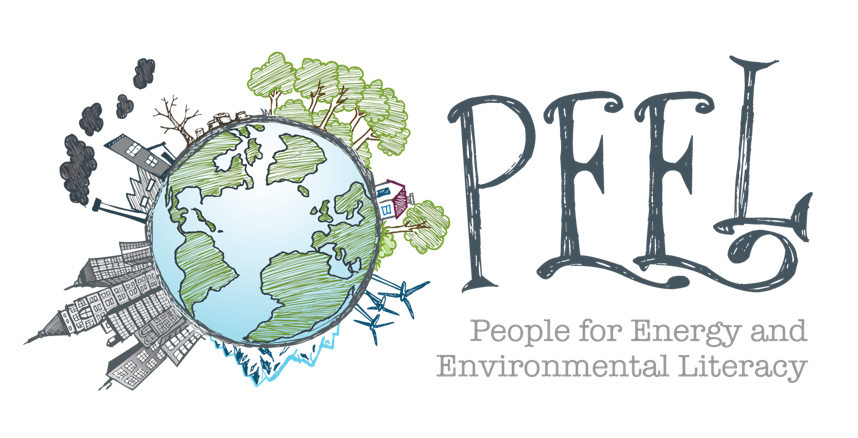 PEEL
People for Energy and
Environmental Literacy